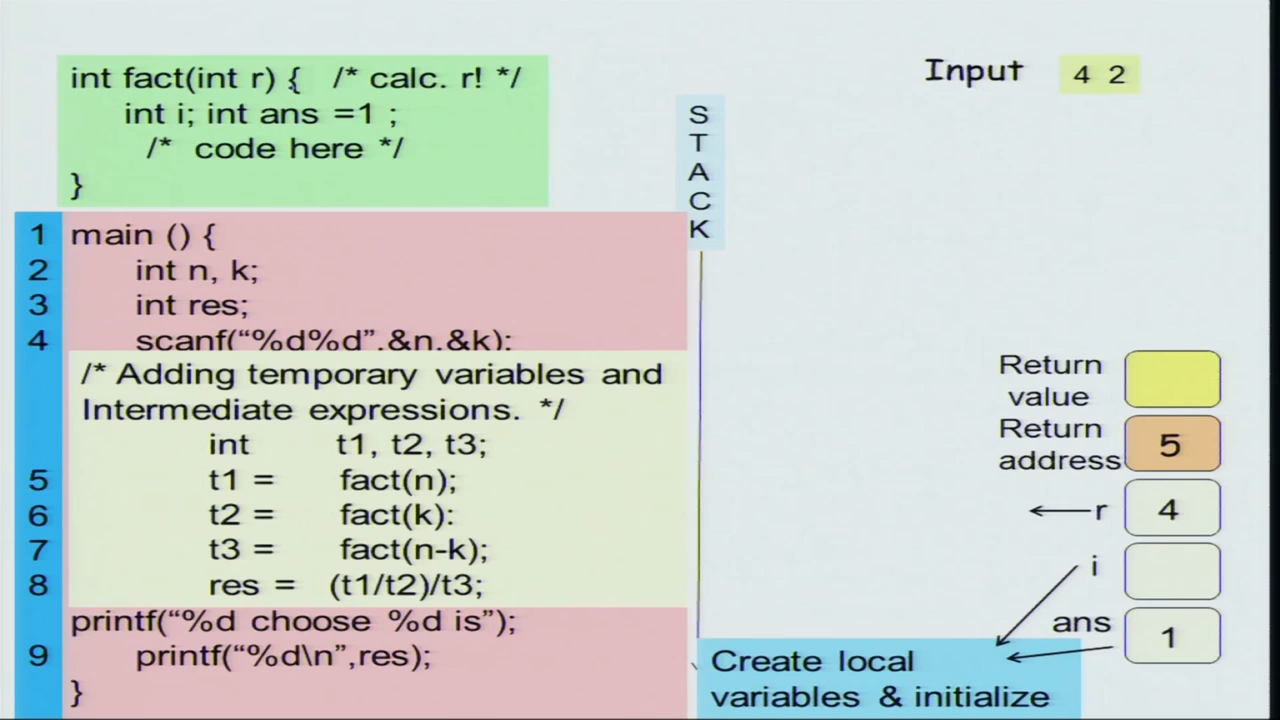 int fact(int r) { /* calc. r! */
int i; int ans =1 ;
/* code here */
}
1 main () {
2 int n, k;
3 int res;
4 scanf(“%d%d”,&n,&k);
/* Adding temporary variables and
Intermediate expressions. */
int t1, t2, t3;
5 t1 = fact(n);
6 t2 = fact(k):
7 t3 = fact(n-k);
8 res = (t1/t2)/t3;
printf(“%d choose %d is”);
9 printf(“%d\n”,res);
}
S
T
A
C
K
Input 4 2
Return
value
Return
address 5
r 4
i
ans 1
Create local
variables & initialize